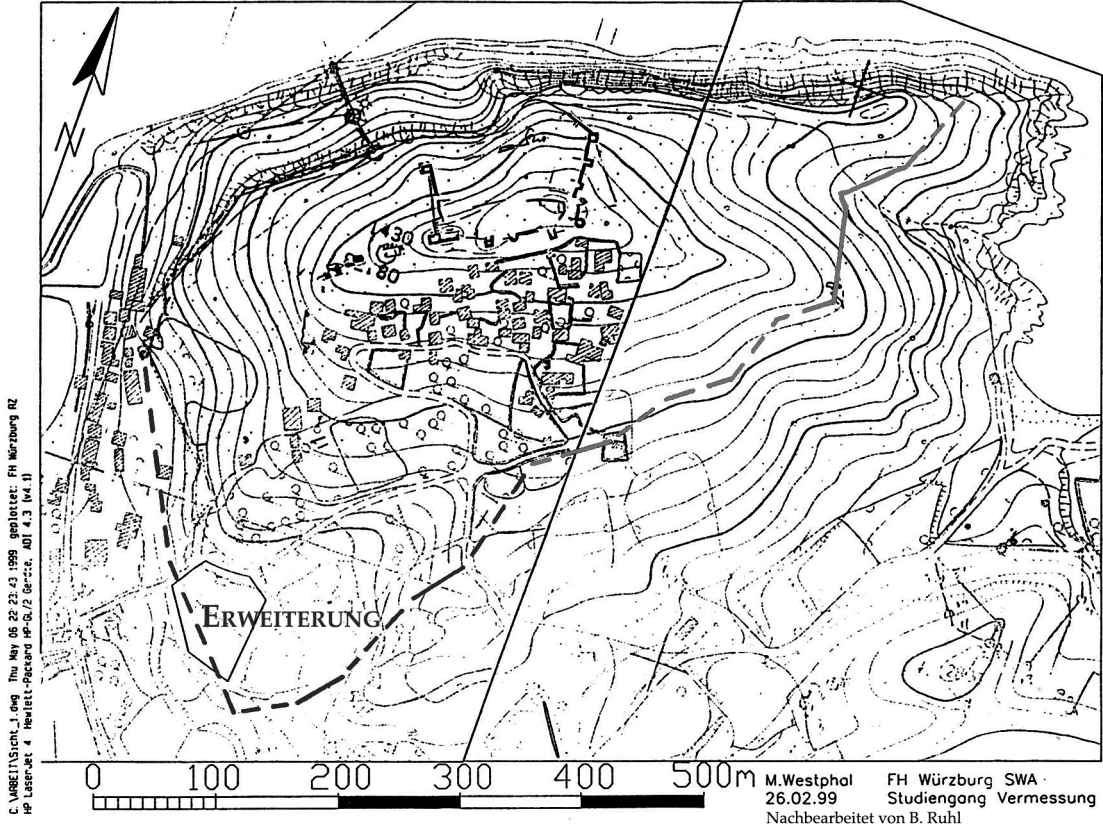 N
30
80
ERWEITERUNG
0 100 200 300 400 500m
M.Westphal FH Würzburg SWA
26.02.99 Studiengang Vermessung
Nachbearbeitet von B. Ruhl
C:\ARBEIT\Sicht_1.dwg Thu May 06 22:23:43 1999 geplottet: FH Würzburg RZ
HP LaserJet 4 Hewlett-Packard HP-GL/2 Geräte, ADI 4.3 (v4.1)